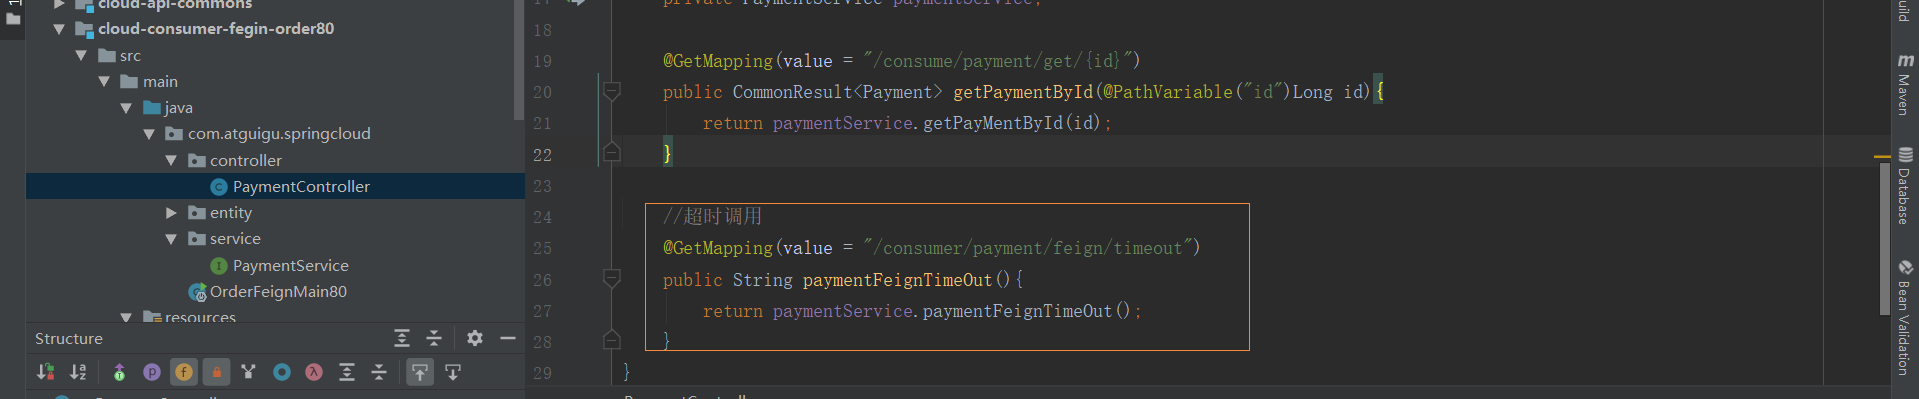 cloud-api-commons
cloud-consumer-fegin-order80
src
main
java
com.atguigu.springcloud
controller
PaymentController
entity
service
PaymentService
OrderFeignMain80
resources
Structure
17 private PaymentService paymentService;
18
19 @GetMapping(value = "/consume/payment/get/{id}")
20 public CommonResult<Payment> getPaymentById(@PathVariable("id")Long id){
21 return paymentService.getPayMentById(id);
22 }
23
24 //超时调用
25 @GetMapping(value = "/consumer/payment/feign/timeout")
26 public String paymentFeignTimeOut(){
27 return paymentService.paymentFeignTimeOut();
28 }
29 }
Maven
Database
Bean Validation